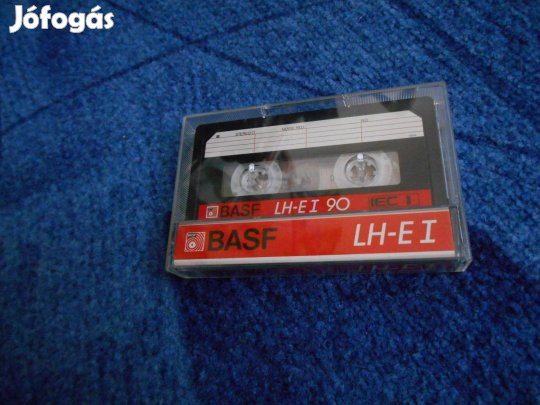 Jófogás
BASF LH-E I 90 IEC I
BASF LH-E I